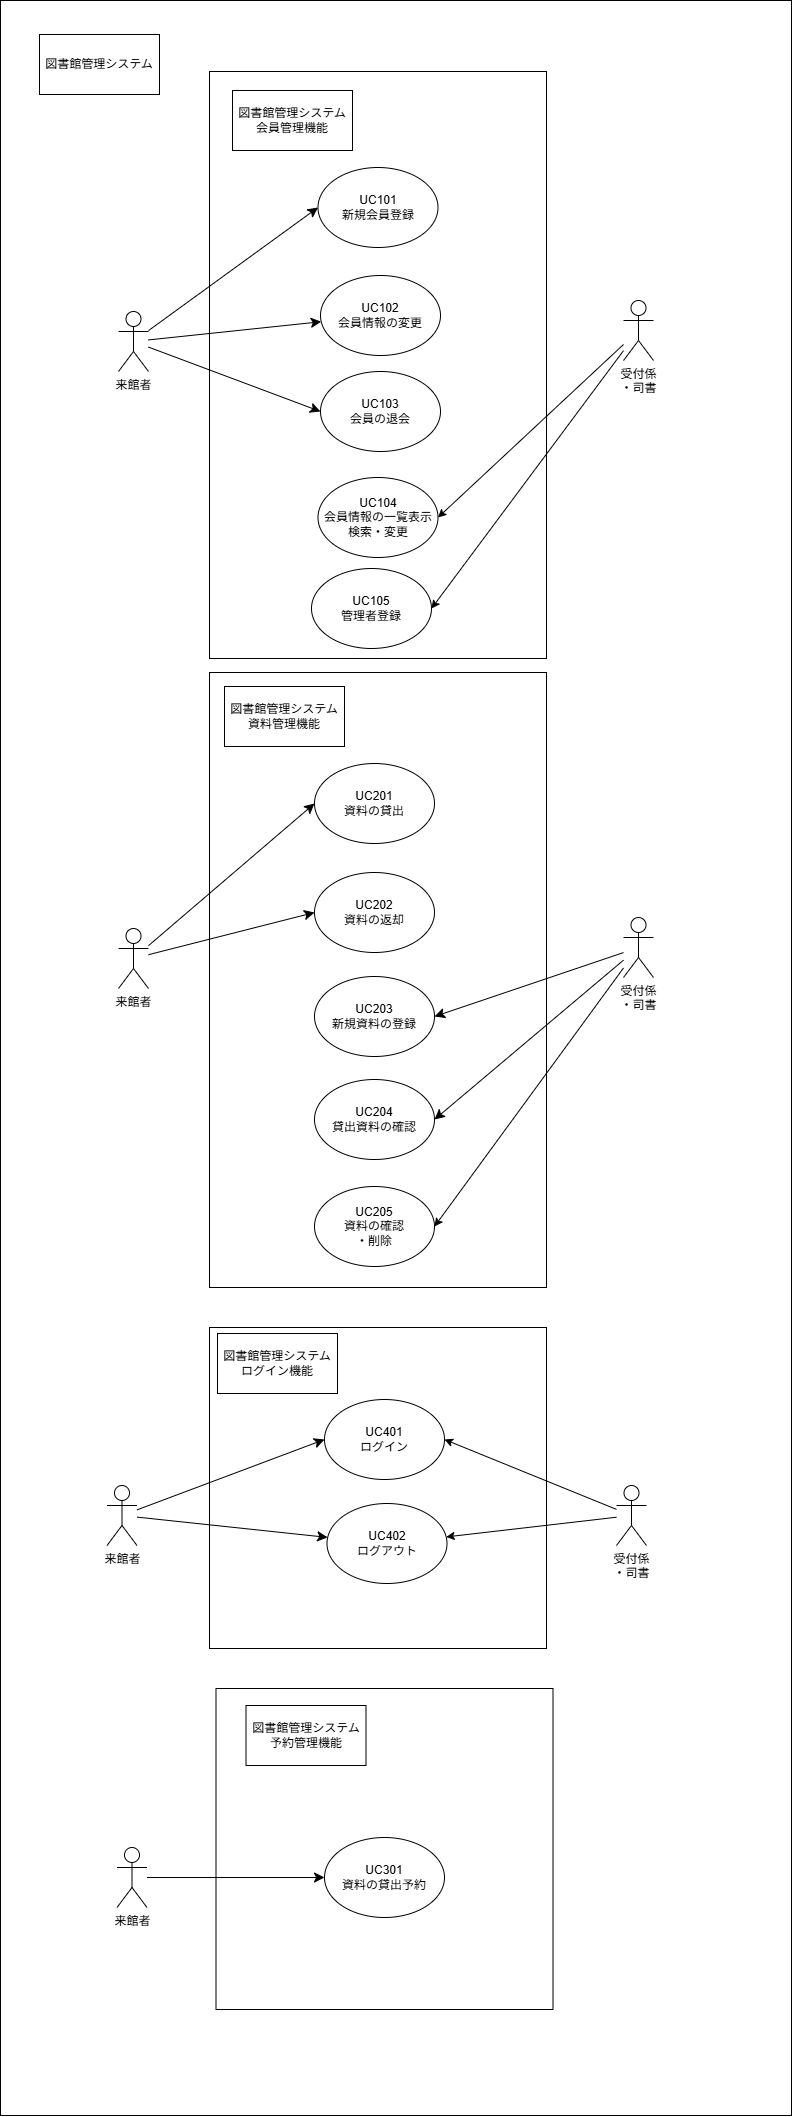 図書館管理システム
図書館管理システム
会員管理機能
UC101
新規会員登録
UC102
会員情報の変更
来館者
受付係
・司書
UC103
会員の退会
UC104
会員情報の一覧表示
検索・変更
UC105
管理者登録
図書館管理システム
資料管理機能
UC201
資料の貸出
UC202
資料の返却
来館者
受付係
・司書
UC203
新規資料の登録
UC204
貸出資料の確認
UC205
資料の確認
・削除
図書館管理システム
ログイン機能
UC401
ログイン
UC402
ログアウト
来館者
受付係
・司書
図書館管理システム
予約管理機能
UC301
資料の貸出予約
来館者